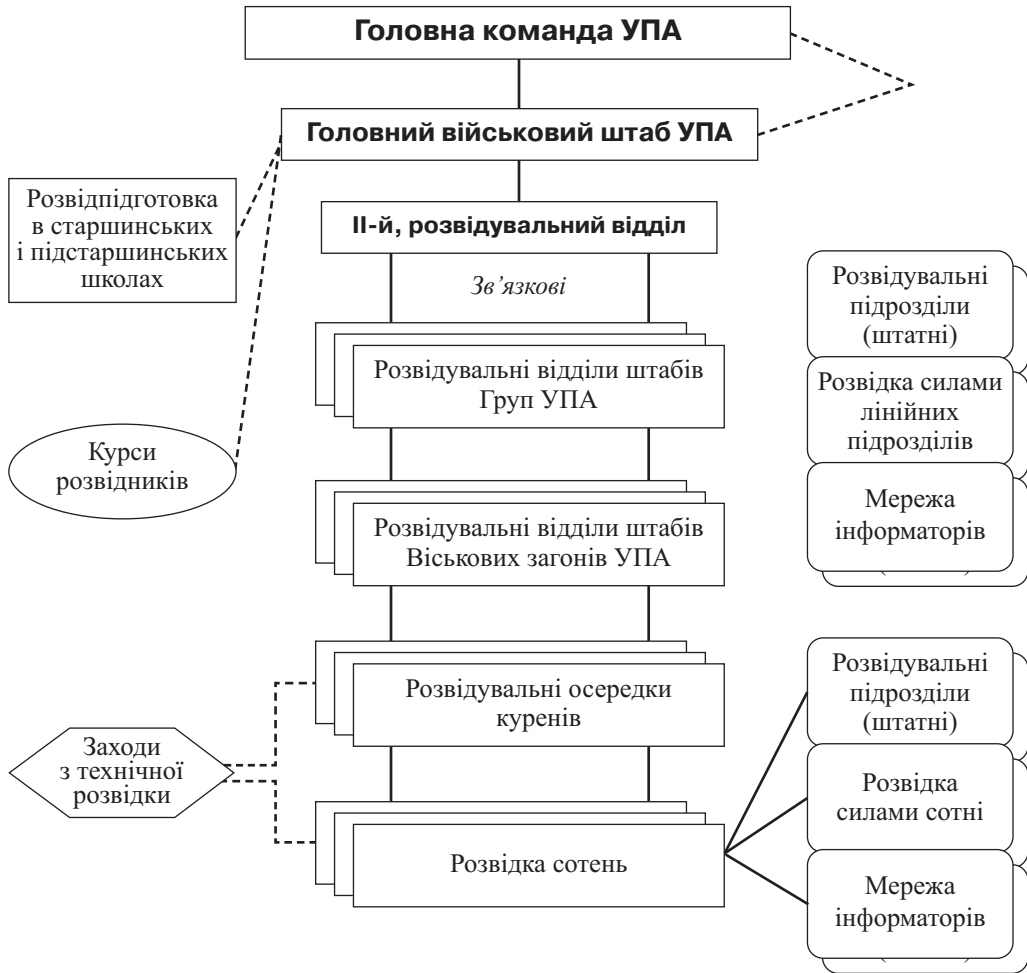 Головна команда УПА
Головний військовий штаб УПА
Розвідпідготовка
в старшинських
і підстаршинських
школах
ІІ-й, розвідувальний відділ
Зв’язкові
Розвідувальні відділи штабів
Груп УПА
Розвідувальні
підрозділи
(штатні)
Розвідка силами
лінійних
підрозділів
Мережа
інформаторів
Курси
розвідників
Розвідувальні відділи штабів
Віськових загонів УПА
Розвідувальні осередки
куренів
Заходи
з технічної
розвідки
Розвідка сотень
Розвідувальні
підрозділи
(штатні)
Розвідка
силами сотні
Мережа
інформаторів